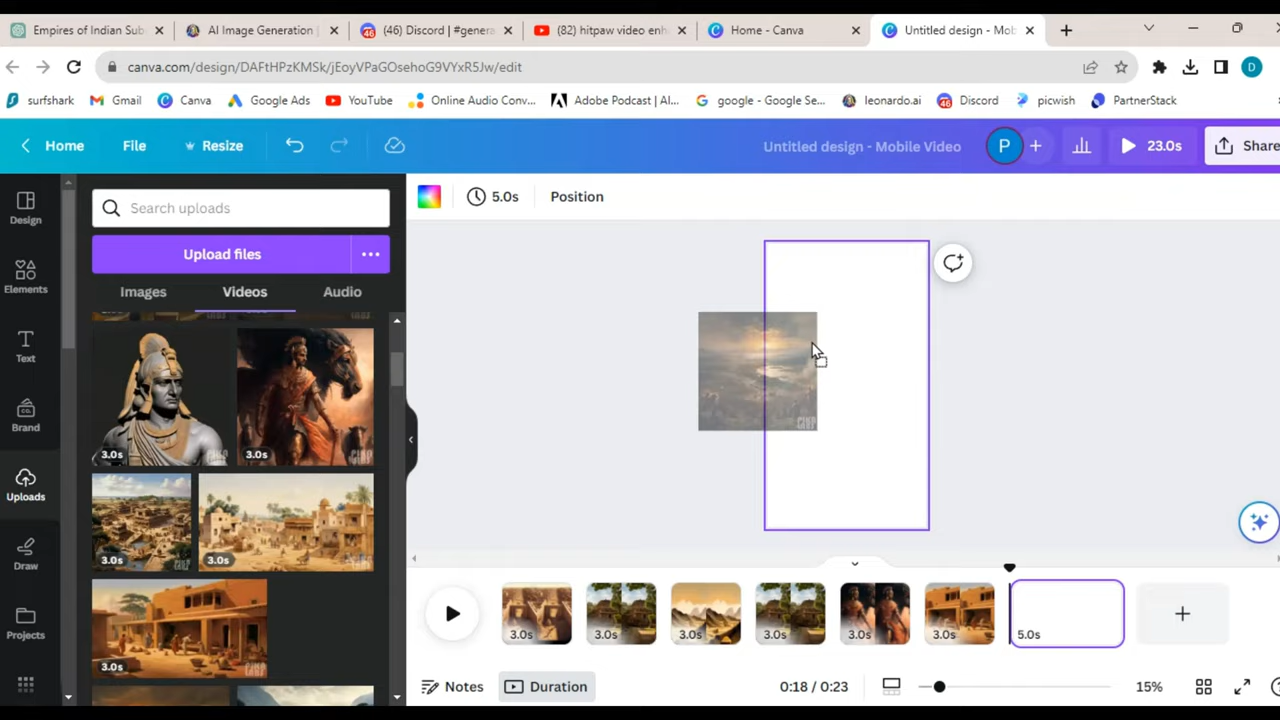 Empires of Indian Sub
AI Image Generation
(46) Discord | #genera
(82) hitpaw video enh
Home - Canva
Untitled design - Mob
canva.com/design/DAFtHPzKMSk/jEoyVPaGOsehoG9VYxR5Jw/edit
D
surfshark
Gmail
Canva
Google Ads
YouTube
Online Audio Conv...
Adobe Podcast | AI...
google - Google Se...
leonardo.ai
46
Discord
picwish
PartnerStack
Home
File
Resize
Untitled design - Mobile Video
P
23.0s
Share
Design
Elements
Text
Brand
Uploads
Draw
Projects
Search uploads
Upload files
Images
Videos
Audio
3.0s
3.0s
3.0s
3.0s
3.0s
5.0s
Position
3.0s
3.0s
3.0s
3.0s
3.0s
3.0s
5.0s
Notes
Duration
0:18 / 0:23
15%